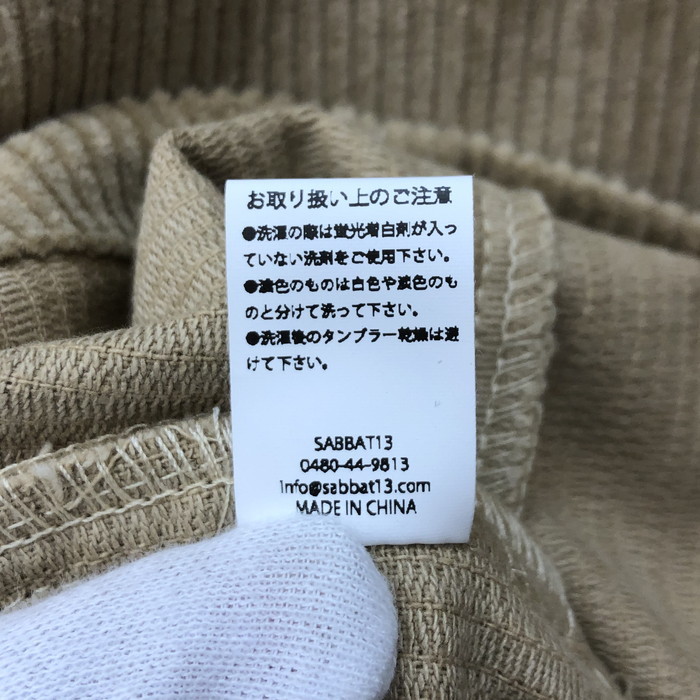 お取り扱い上のご注意
●洗濯の際は蛍光増白剤が入っ
ていない洗剤をご使用下さい。
●濃色のものは白色や淡色のも
のと分けて洗って下さい。
●洗濯後のタンブラー乾燥は避
けて下さい。
SABBAT13
0480-44-9813
info@sabbat13.com
MADE IN CHINA